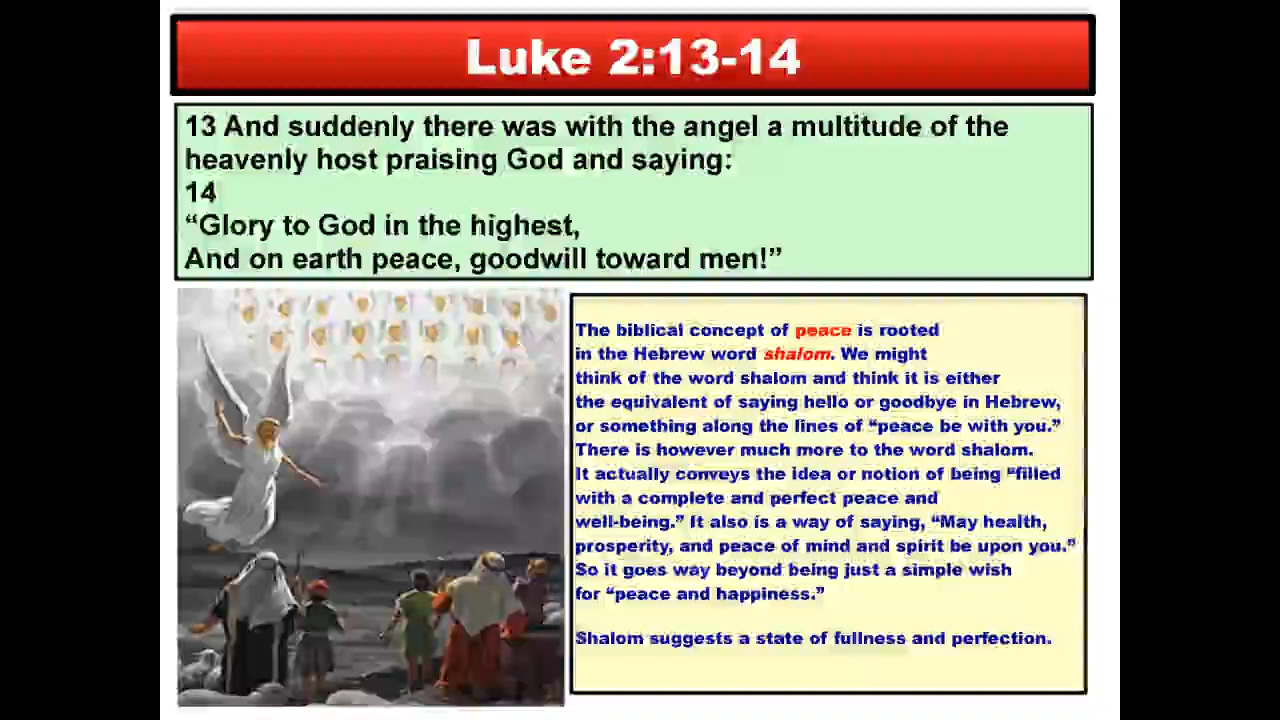 Luke 2:13-14
13 And suddenly there was with the angel a multitude of the
heavenly host praising God and saying:
14
“Glory to God in the highest,
And on earth peace, goodwill toward men!”
The biblical concept of peace is rooted
in the Hebrew word shalom. We might
think of the word shalom and think it is either
the equivalent of saying hello or goodbye in Hebrew,
or something along the lines of “peace be with you.”
There is however much more to the word shalom.
It actually conveys the idea or notion of being “filled
with a complete and perfect peace and
well-being.” It also is a way of saying, “May health,
prosperity, and peace of mind and spirit be upon you.”
So it goes way beyond being just a simple wish
for “peace and happiness.”
Shalom suggests a state of fullness and perfection.